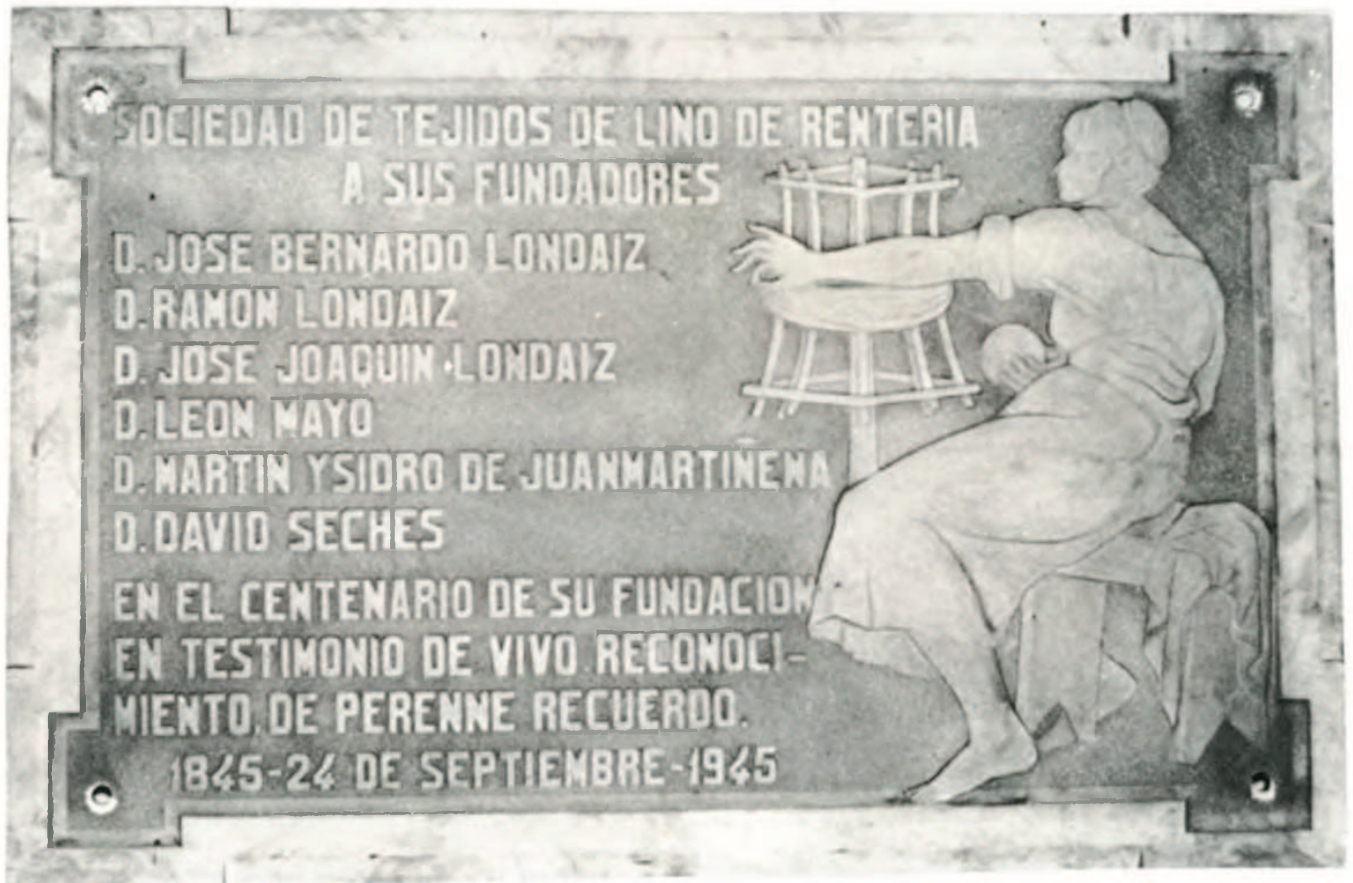 SOCIEDAD DE TEJIDOS DE LINO DE RENTERIA
A SUS FUNDADORES
D. JOSE BERNARDO LONDAIZ
D. RAMON LONDAIZ
D. JOSE JOAQUIN·LONDAIZ
D. LEON MAYO
D. MARTIN YSIDRO DE JUANMARTIÑENA
D. DAVID SECHES
EN EL CENTENARIO DE SU FUNDACION
EN TESTIMONIO DE VIVO RECONOCI-
MIENTO, DE PERENNE RECUERDO.
1845-24 DE SEPTIEMBRE-1945